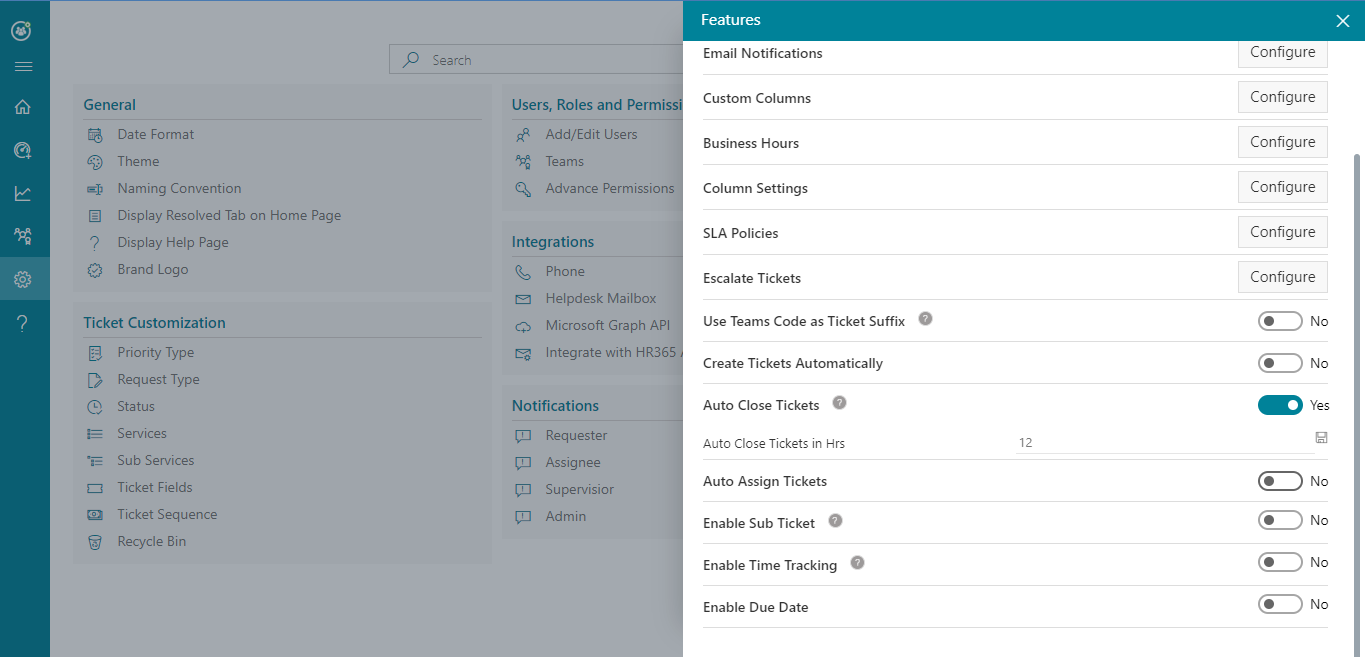 Search
General
Date Format
Theme
Naming Convention
Display Resolved Tab on Home Page
?
Display Help Page
Brand Logo
Ticket Customization
Priority Type
Request Type
Status
Services
Sub Services
Ticket Fields
Ticket Sequence
Recycle Bin
?
Users, Roles and Permissi
Add/Edit Users
Teams
Advance Permissions
Integrations
Phone
Helpdesk Mailbox
Microsoft Graph API
Integrate with HR365
Notifications
Requester
Assignee
Supervisior
Admin
Features
Email Notifications Configure
Custom Columns Configure
Business Hours Configure
Column Settings Configure
SLA Policies Configure
Escalate Tickets Configure
Use Teams Code as Ticket Suffix ? No
Create Tickets Automatically No
Auto Close Tickets ? Yes
Auto Close Tickets in Hrs 12
Auto Assign Tickets No
Enable Sub Ticket ? No
Enable Time Tracking ? No
Enable Due Date No